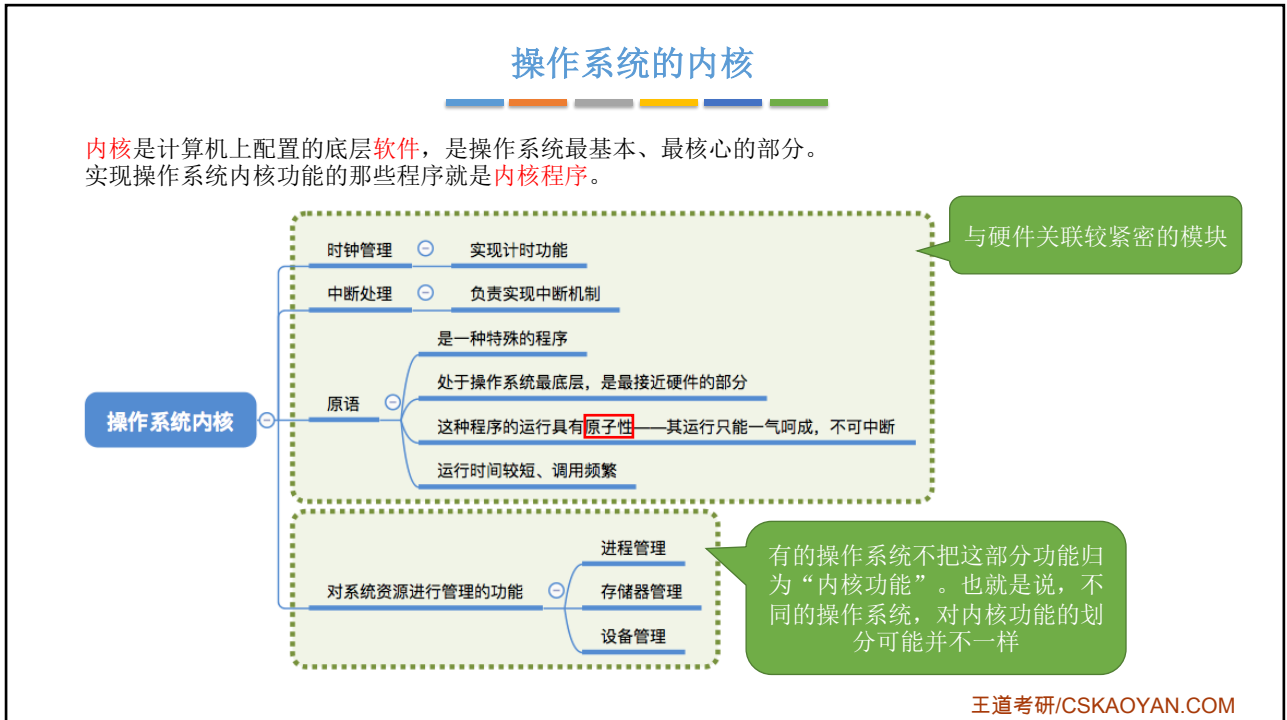 操作系统的内核
内核是计算机上配置的底层软件，是操作系统最基本、最核心的部分。
实现操作系统内核功能的那些程序就是内核程序。
与硬件关联较紧密的模块
时钟管理
实现计时功能
中断处理
负责实现中断机制
是一种特殊的程序
处于操作系统最底层，是最接近硬件的部分
原语
这种程序的运行具有原子性——其运行只能一气呵成，不可中断
运行时间较短、调用频繁
操作系统内核
对系统资源进行管理的功能
进程管理
存储器管理
设备管理
有的操作系统不把这部分功能归
为“内核功能”。也就是说，不
同的操作系统，对内核功能的划
分可能并不一样
王道考研/CSKAOYAN.COM